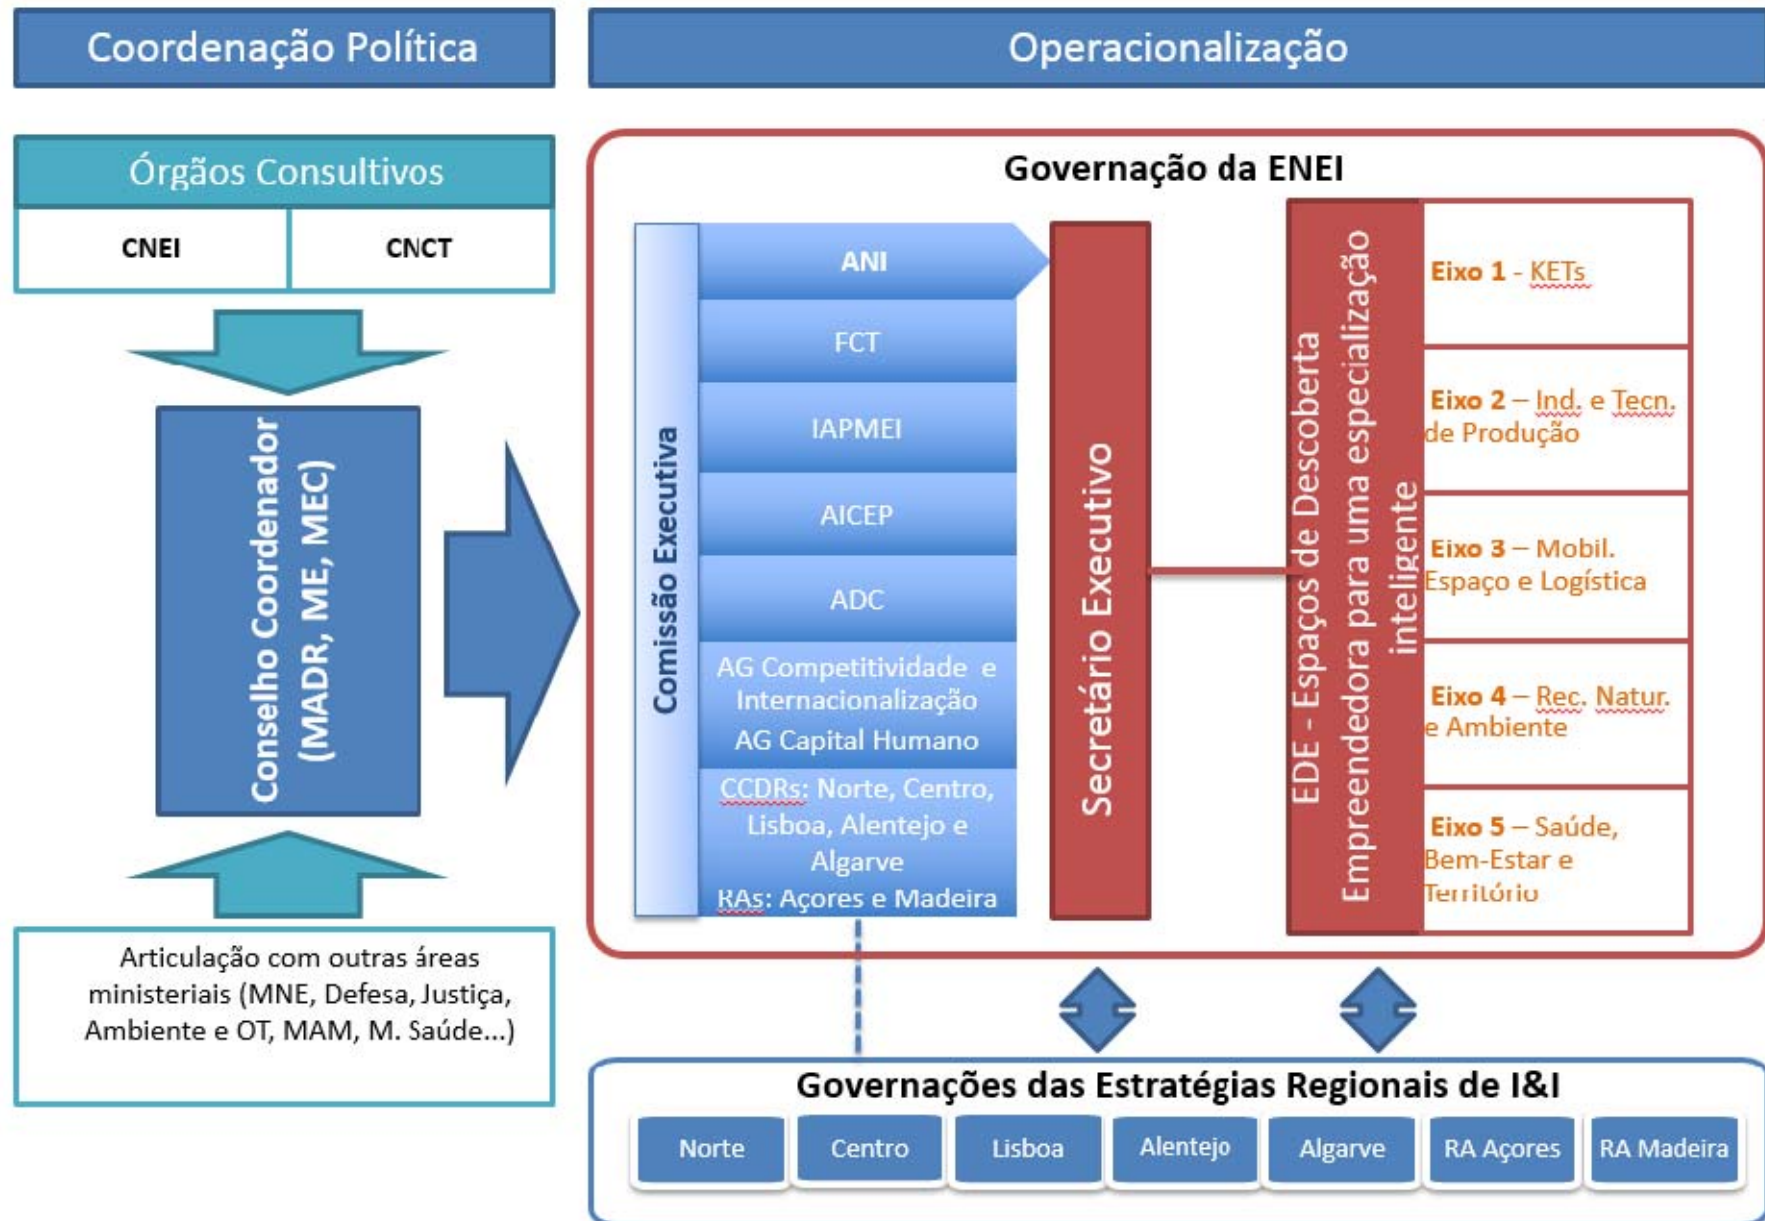 Coordenação Política
Operacionalização
Órgãos Consultivos
CNEI
CNCT
Conselho Coordenador
(MADR, ME, MEC)
Articulação com outras áreas
ministeriais (MNE, Defesa, Justiça,
Ambiente e OT, MAM, M. Saúde...)
Governação da ENEI
Comissão Executiva
ANI
FCT
IAPMEI
AICEP
ADC
AG Competitividade e
Internacionalização
AG Capital Humano
CCDRs: Norte, Centro,
Lisboa, Alentejo e
Algarve
RAs: Açores e Madeira
Secretário Executivo
EDE - Espaços de Descoberta
Empreendedora para uma especialização
inteligente
Eixo 1 - KETs
Eixo 2 – Ind. e Tecn.
de Produção
Eixo 3 – Mobil.
Espaço e Logística
Eixo 4 – Rec. Natur.
e Ambiente
Eixo 5 – Saúde,
Bem-Estar e
Território
Governações das Estratégias Regionais de I&I
Norte
Centro
Lisboa
Alentejo
Algarve
RA Açores
RA Madeira